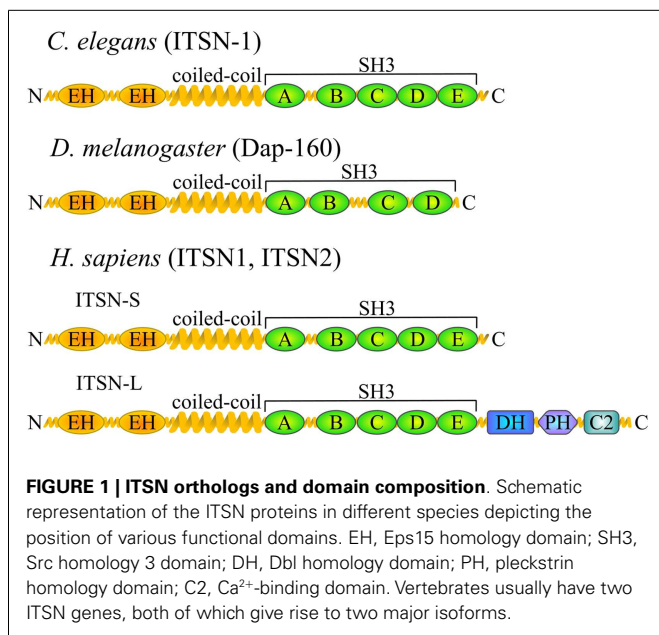 C. elegans (ITSN-1)
SH3
coiled-coil
N EH EH A B C D E C
D. melanogaster (Dap-160)
SH3
coiled-coil
N EH EH A B C D C
H. sapiens (ITSN1, ITSN2)
ITSN-S
SH3
coiled-coil
N EH EH A B C D E C
ITSN-L
SH3
coiled-coil
N EH EH A B C D E DH PH C2 C
FIGURE 1 | ITSN orthologs and domain composition. Schematic
representation of the ITSN proteins in different species depicting the
position of various functional domains. EH, Eps15 homology domain; SH3,
Src homology 3 domain; DH, Dbl homology domain; PH, pleckstrin
homology domain; C2, Ca²⁺-binding domain. Vertebrates usually have two
ITSN genes, both of which give rise to two major isoforms.